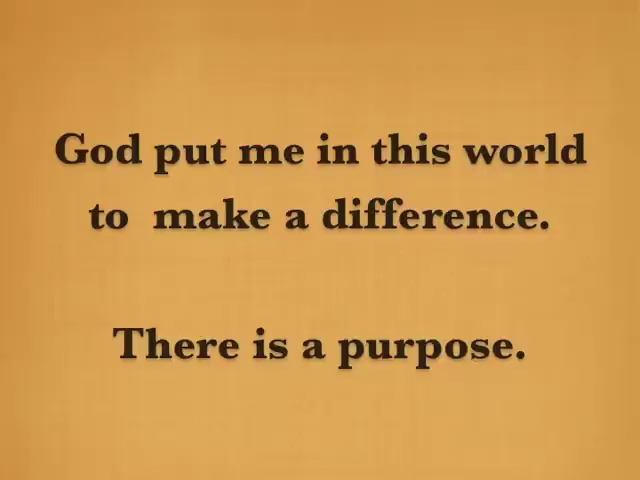 God put me in this world
to  make a difference.
There is a purpose.